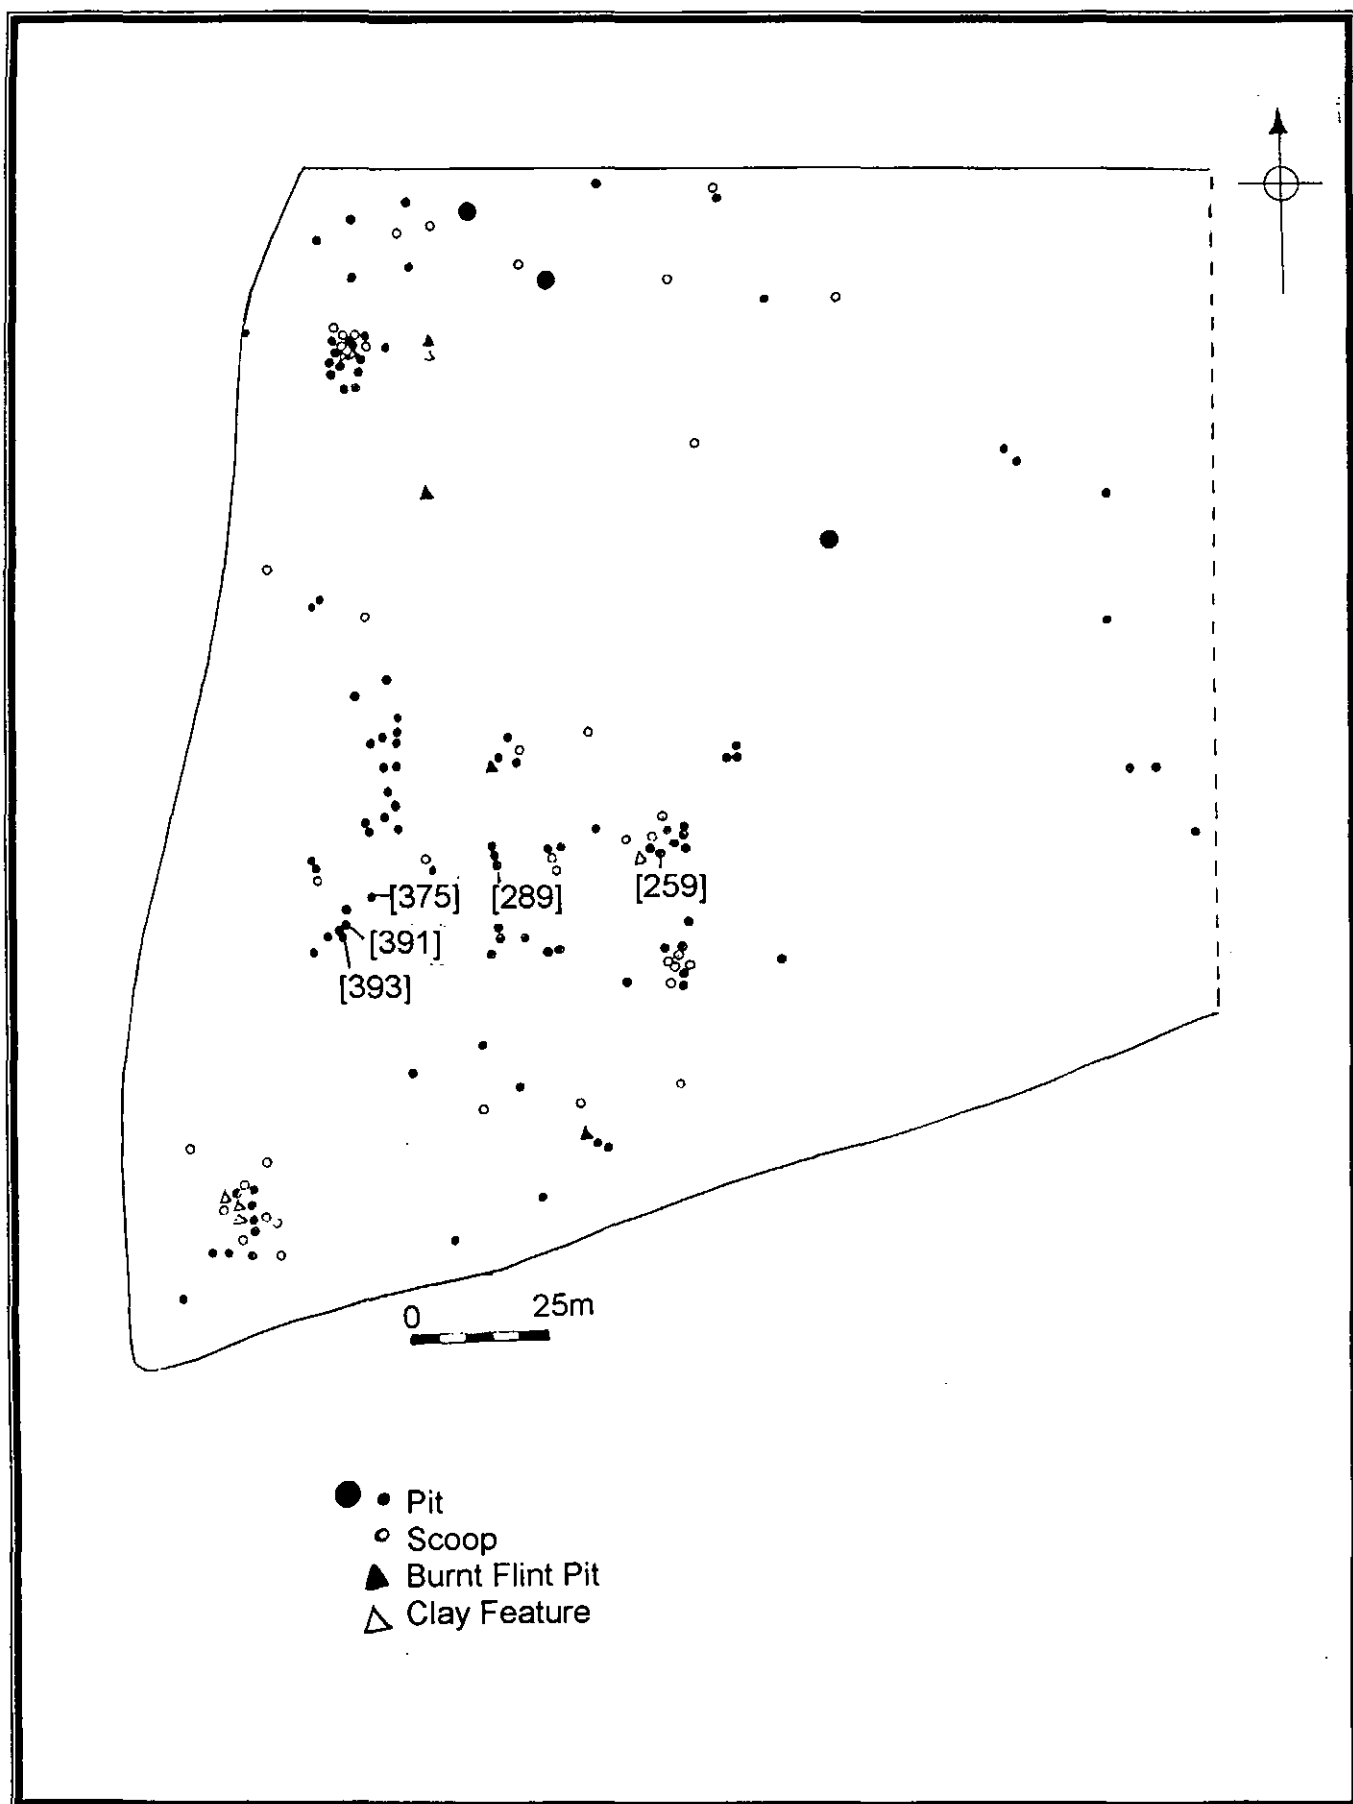 [375]
[289]
[259]
[391]
[393]
0 25m
Pit
Scoop
Burnt Flint Pit
Clay Feature